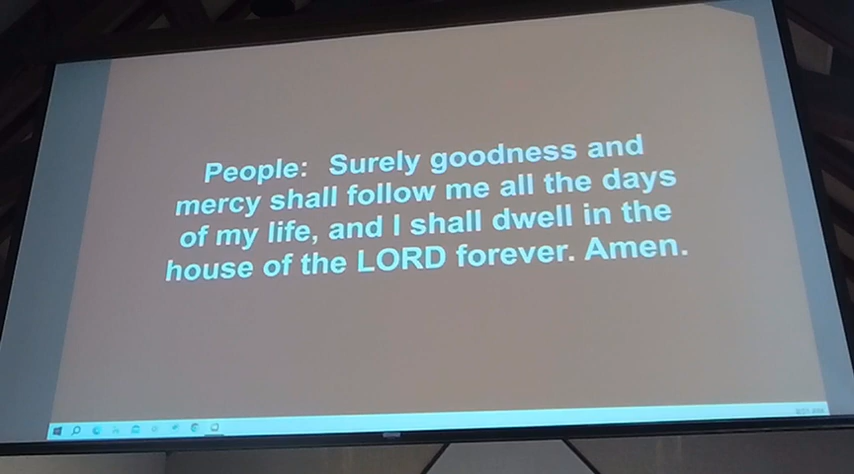 People: Surely goodness and
mercy shall follow me all the days
of my life, and I shall dwell in the
house of the LORD forever. Amen.